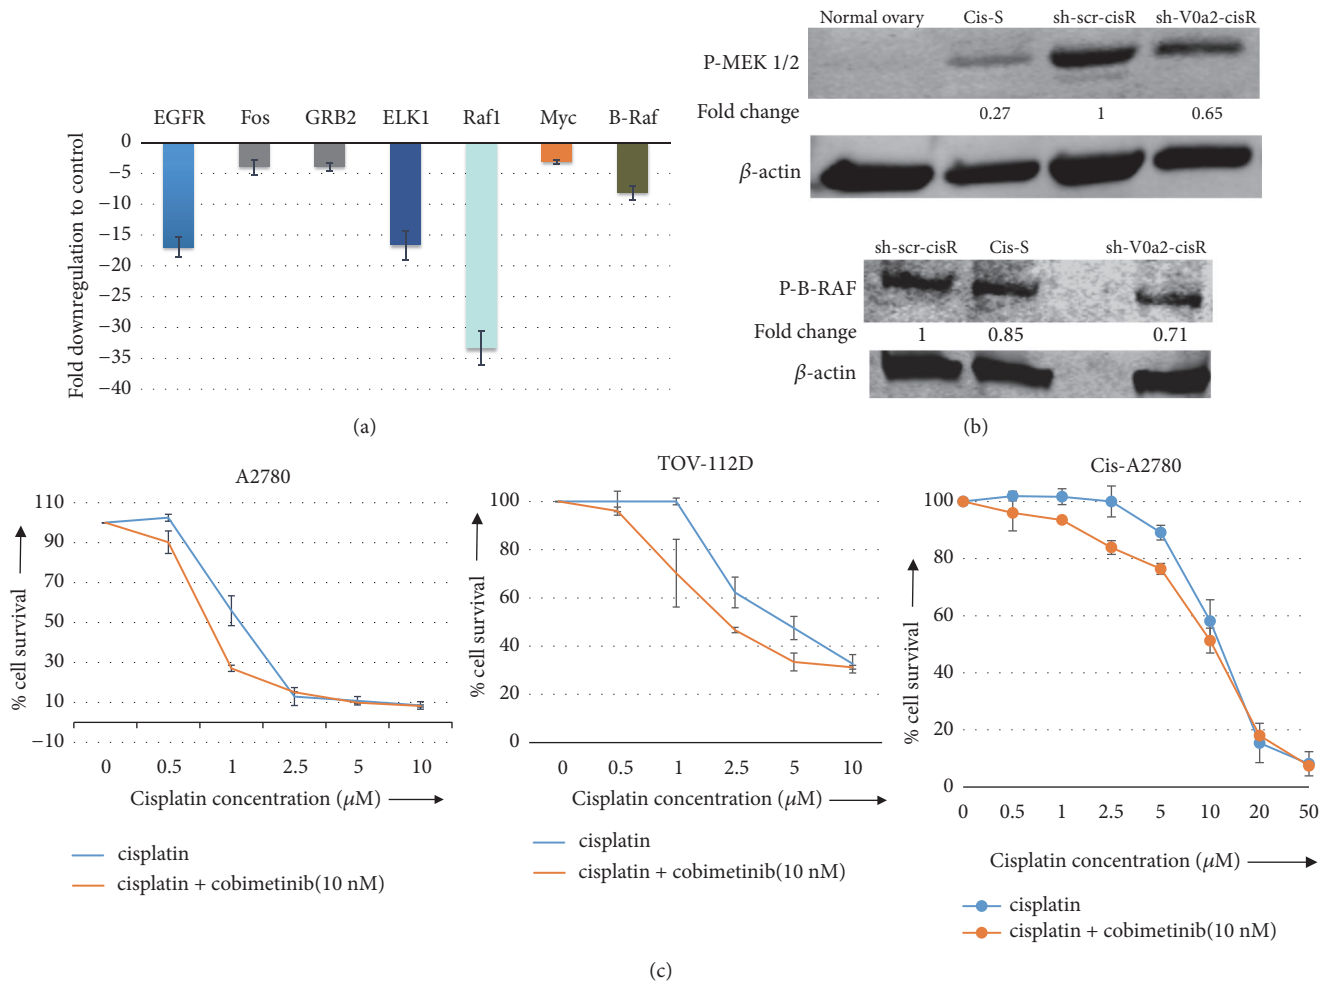 EGFR Fos GRB2 ELK1 Raf1 Myc B-Raf
Fold downregulation to control
0
−5
−10
−15
−20
−25
−30
−35
−40
(a)
Normal ovary Cis-S sh-scr-cisR sh-V0a2-cisR
P-MEK 1/2
Fold change 0.27 1 0.65
β-actin
sh-scr-cisR Cis-S sh-V0a2-cisR
P-B-RAF
Fold change 1 0.85 0.71
β-actin
(b)
A2780
% cell survival
110
90
70
50
30
10
−10
0 0.5 1 2.5 5 10
Cisplatin concentration (μM)
cisplatin
cisplatin + cobimetinib(10 nM)
TOV-112D
% cell survival
100
80
60
40
20
0
0 0.5 1 2.5 5 10
Cisplatin concentration (μM)
cisplatin
cisplatin + cobimetinib(10 nM)
Cis-A2780
% cell survival
100
80
60
40
20
0
0 0.5 1 2.5 5 10 20 50
Cisplatin concentration (μM)
cisplatin
cisplatin + cobimetinib(10 nM)
(c)